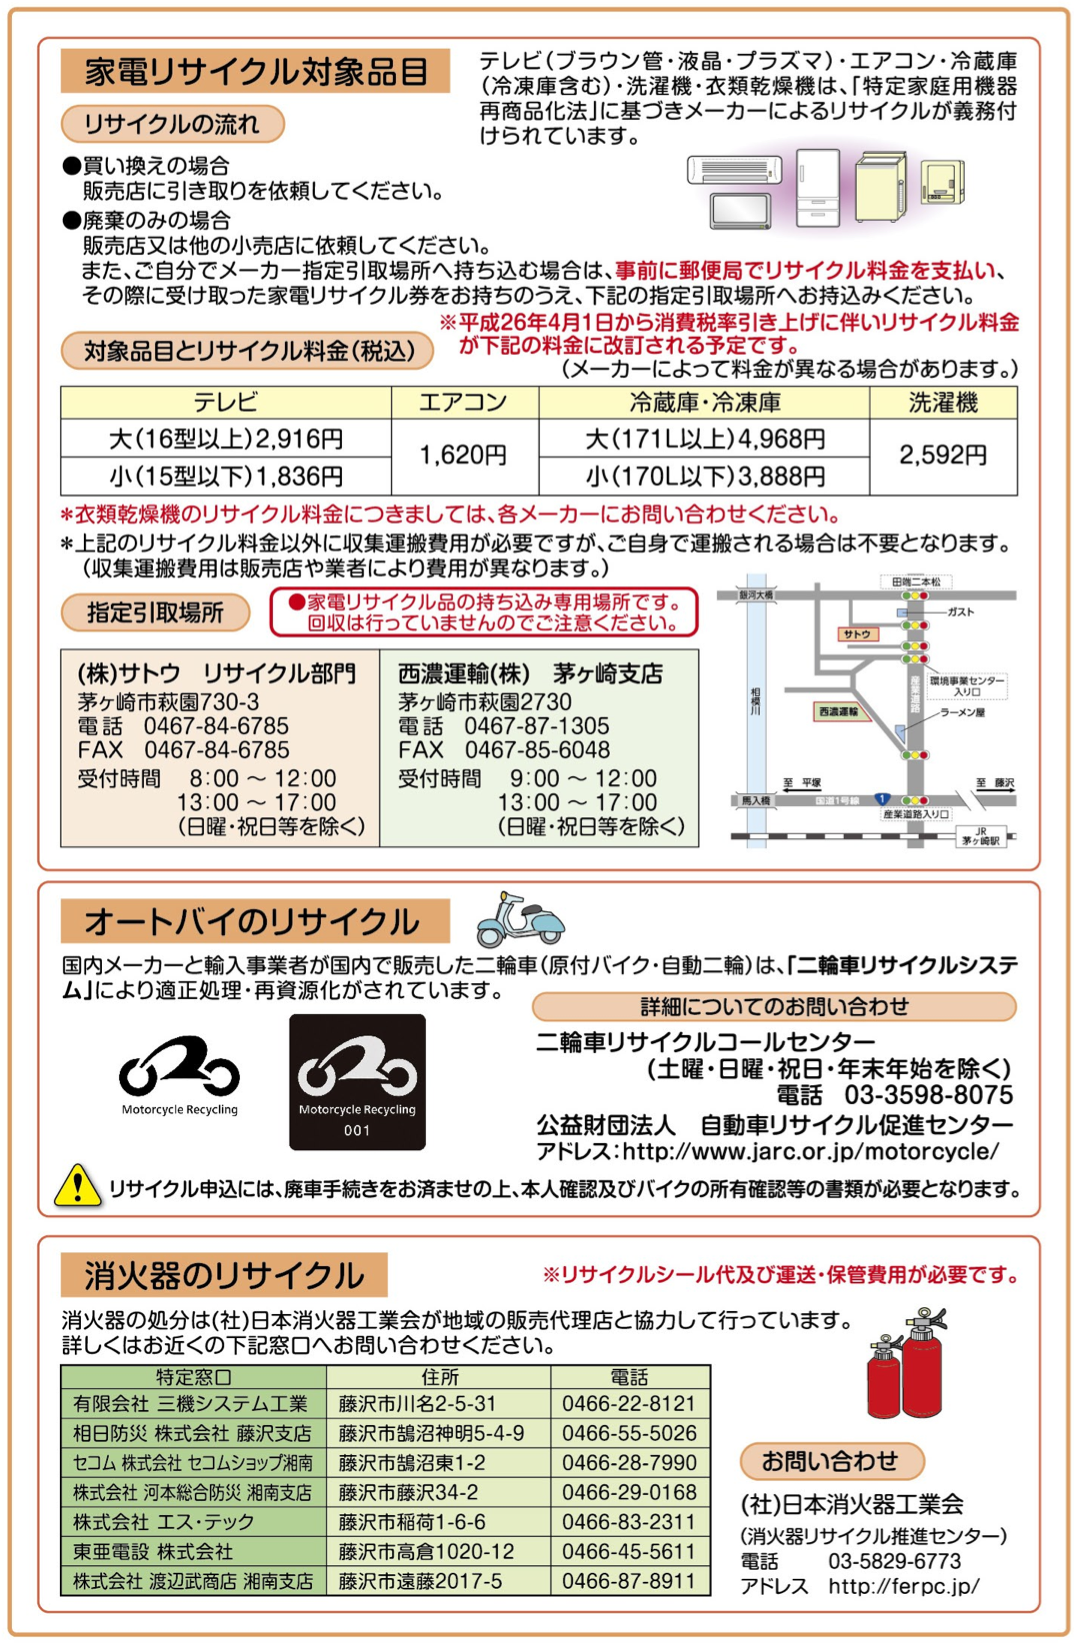 家電リサイクル対象品目
テレビ(ブラウン管・液晶・プラズマ)・エアコン・冷蔵庫
(冷凍庫含む)・洗濯機・衣類乾燥機は、「特定家庭用機器
再商品化法」に基づきメーカーによるリサイクルが義務付
けられています。
リサイクルの流れ
●買い換えの場合
販売店に引き取りを依頼してください。
●廃棄のみの場合
販売店又は他の小売店に依頼してください。
また、ご自分でメーカー指定引取場所へ持ち込む場合は、事前に郵便局でリサイクル料金を支払い、
その際に受け取った家電リサイクル券をお持ちのうえ、下記の指定引取場所へお持込みください。
※平成26年4月1日から消費税率引き上げに伴いリサイクル料金
が下記の料金に改訂される予定です。
対象品目とリサイクル料金(税込)
(メーカーによって料金が異なる場合があります。)
テレビ エアコン 冷蔵庫・冷凍庫 洗濯機
大(16型以上)2,916円 1,620円 大(171L以上)4,968円 2,592円
小(15型以下)1,836円 小(170L以下)3,888円
*衣類乾燥機のリサイクル料金につきましては、各メーカーにお問い合わせください。
*上記のリサイクル料金以外に収集運搬費用が必要ですが、ご自身で運搬される場合は不要となります。
(収集運搬費用は販売店や業者により費用が異なります。)
指定引取場所
●家電リサイクル品の持ち込み専用場所です。
回収は行っていませんのでご注意ください。
(株)サトウ リサイクル部門
茅ヶ崎市萩園730-3
電話 0467-84-6785
FAX 0467-84-6785
受付時間 8:00 〜 12:00
13:00 〜 17:00
(日曜・祝日等を除く)
西濃運輸(株) 茅ヶ崎支店
茅ヶ崎市萩園2730
電話 0467-87-1305
FAX 0467-85-6048
受付時間 9:00 〜 12:00
13:00 〜 17:00
(日曜・祝日等を除く)
田端二本松
銀河大橋
ガスト
サトウ
環境事業センター
入り口
産業道路
相模川
西濃運輸
ラーメン屋
至 平塚
至 藤沢
馬入橋
国道1号線
1
産業道路入り口
JR
茅ヶ崎駅
オートバイのリサイクル
国内メーカーと輸入事業者が国内で販売した二輪車(原付バイク・自動二輪)は、「二輪車リサイクルシステ
ム」により適正処理・再資源化がされています。
詳細についてのお問い合わせ
二輪車リサイクルコールセンター
(土曜・日曜・祝日・年末年始を除く)
電話 03-3598-8075
公益財団法人 自動車リサイクル促進センター
アドレス:http://www.jarc.or.jp/motorcycle/
Motorcycle Recycling
Motorcycle Recycling
001
!
リサイクル申込には、廃車手続きをお済ませの上、本人確認及びバイクの所有確認等の書類が必要となります。
消火器のリサイクル
※リサイクルシール代及び運送・保管費用が必要です。
消火器の処分は(社)日本消火器工業会が地域の販売代理店と協力して行っています。
詳しくはお近くの下記窓口へお問い合わせください。
特定窓口 住所 電話
有限会社 三機システム工業 藤沢市川名2-5-31 0466-22-8121
相日防災 株式会社 藤沢支店 藤沢市鵠沼神明5-4-9 0466-55-5026
セコム 株式会社 セコムショップ湘南 藤沢市鵠沼東1-2 0466-28-7990
株式会社 河本総合防災 湘南支店 藤沢市藤沢34-2 0466-29-0168
株式会社 エス・テック 藤沢市稲荷1-6-6 0466-83-2311
東亜電設 株式会社 藤沢市高倉1020-12 0466-45-5611
株式会社 渡辺武商店 湘南支店 藤沢市遠藤2017-5 0466-87-8911
お問い合わせ
(社)日本消火器工業会
(消火器リサイクル推進センター)
電話 03-5829-6773
アドレス http://ferpc.jp/